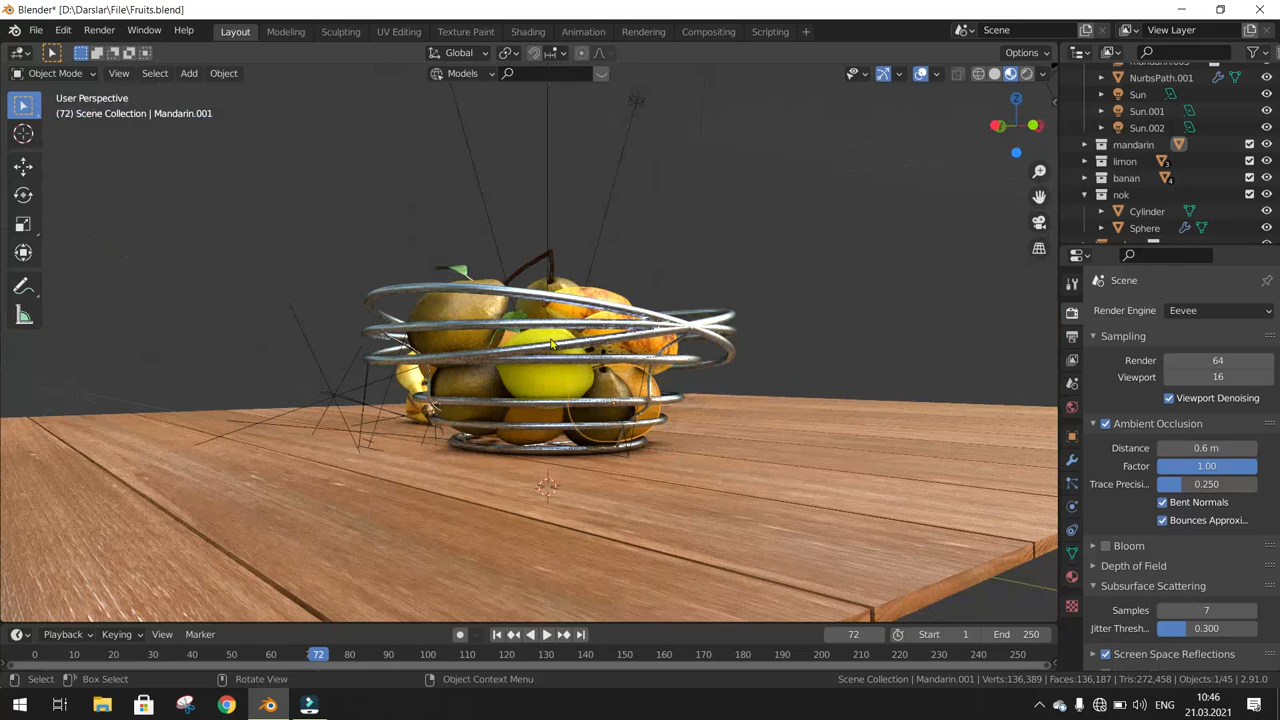 Blender* [D:\Darslar\File\Fruits.blend]
File Edit Render Window Help Layout Modeling Sculpting UV Editing Texture Paint Shading Animation Rendering Compositing Scripting + Scene View Layer
Global Options
Object Mode View Select Add Object Models
User Perspective
(72) Scene Collection | Mandarin.001
NurbsPath.001
Sun
Sun.001
Sun.002
mandarin
limon 3
banan 4
nok
Cylinder
Sphere
Scene
Render Engine Eevee
Sampling
Render 64
Viewport 16
Viewport Denoising
Ambient Occlusion
Distance 0.6 m
Factor 1.00
Trace Precisi... 0.250
Bent Normals
Bounces Approxi...
Bloom
Depth of Field
Subsurface Scattering
Samples 7
Jitter Thresh... 0.300
Screen Space Reflections
Playback Keying View Marker 72 Start 1 End 250
0 10 20 30 40 50 60 72 80 90 100 110 120 130 140 150 160 170 180 190 200 210 220 230 240 250
Select Box Select Rotate View Object Context Menu Scene Collection | Mandarin.001 | Verts:136,389 | Faces:136,187 | Tris:272,458 | Objects:1/45 | 2.91.0
ENG 10:46
21.03.2021